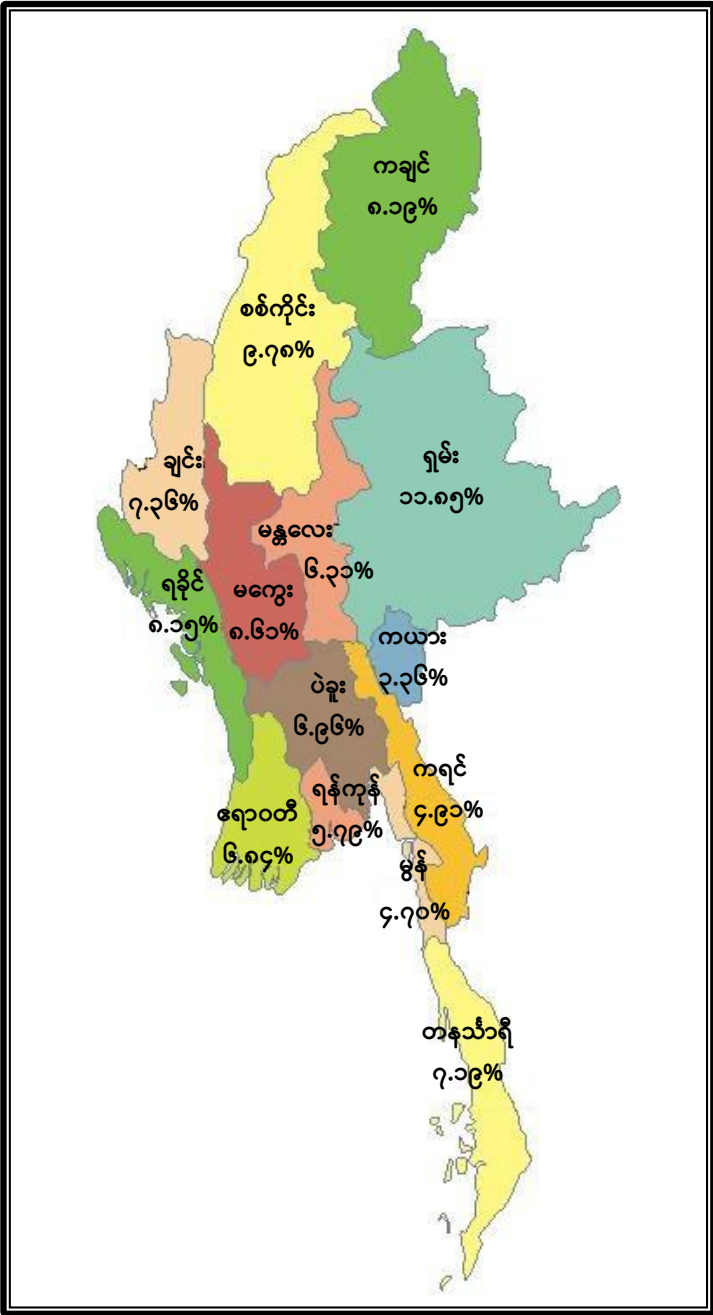 ကချင်
၈.၁၉%
စစ်ကိုင်း
၉.၇၈%
ရှမ်း
၁၁.၈၅%
ချင်း
၇.၃၆%
မန္တလေး
၆.၃၁%
ရခိုင်
၈.၁၅%
မကွေး
၈.၆၁%
ကယား
၃.၃၆%
ပဲခူး
၆.၉၆%
ကရင်
၄.၉၁%
ရန်ကုန်
၅.၇၉%
ဧရာဝတီ
၆.၈၄%
မွန်
၄.၇၀%
တနင်္သာရီ
၇.၁၉%